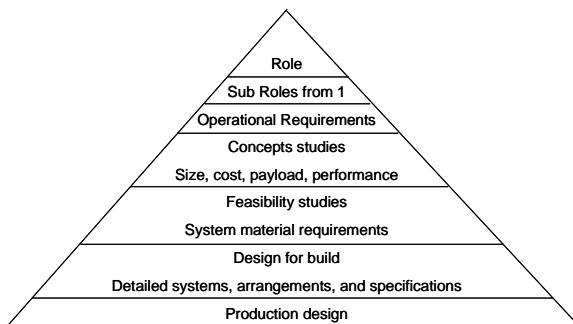 Role
Sub Roles from 1
Operational Requirements
Concepts studies
Size, cost, payload, performance
Feasibility studies
System material requirements
Design for build
Detailed systems, arrangements, and specifications
Production design